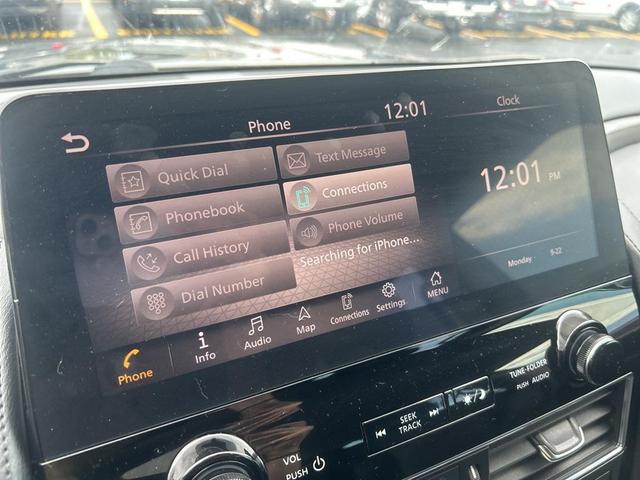 Phone
12:01
Clock
Quick Dial
Text Message
Phonebook
Connections
Call History
Phone Volume
Dial Number
Searching for iPhone...
12:01 PM
Monday 9-22
Phone
Info
Audio
Map
Connections
Settings
MENU
VOL
PUSH
SEEK
TRACK
TUNE·FOLDER
PUSH AUDIO